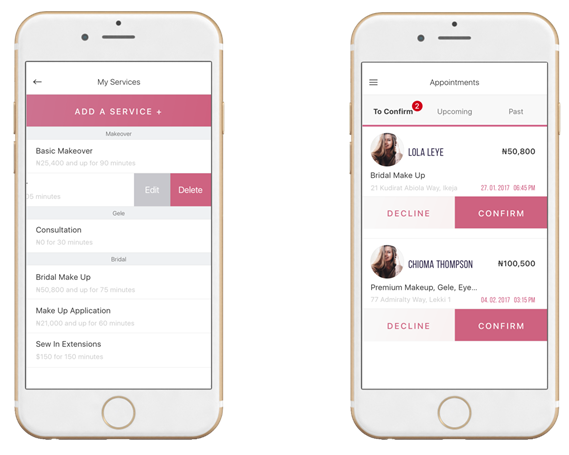 My Services
ADD A SERVICE +
Makeover
Basic Makeover
₦25,400 and up for 90 minutes
15 minutes
Edit
Delete
Gele
Consultation
₦0 for 30 minutes
Bridal
Bridal Make Up
₦50,800 and up for 75 minutes
Make Up Application
₦21,000 and up for 60 minutes
Sew In Extensions
$150 for 150 minutes
Appointments
To Confirm 2
Upcoming
Past
LOLA LEYE
₦50,800
Bridal Make Up
21 Kudirat Abiola Way, Ikeja
27. 01. 2017 06:45 PM
DECLINE
CONFIRM
CHIOMA THOMPSON
₦100,500
Premium Makeup, Gele, Eye...
77 Admiralty Way, Lekki 1
04. 02. 2017 03:15 PM
DECLINE
CONFIRM